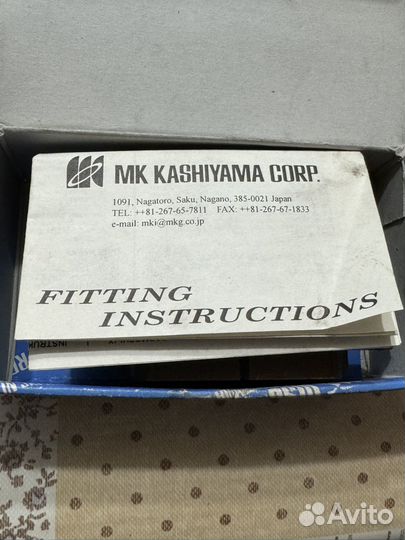 MK KASHIYAMA CORP.
1091, Nagatoro, Saku, Nagano, 385-0021 Japan
TEL: ++81-267-65-7811 FAX: ++81-267-67-1833
e-mail: mki@mkg.co.jp
FITTING
INSTRUCTIONS
Avito